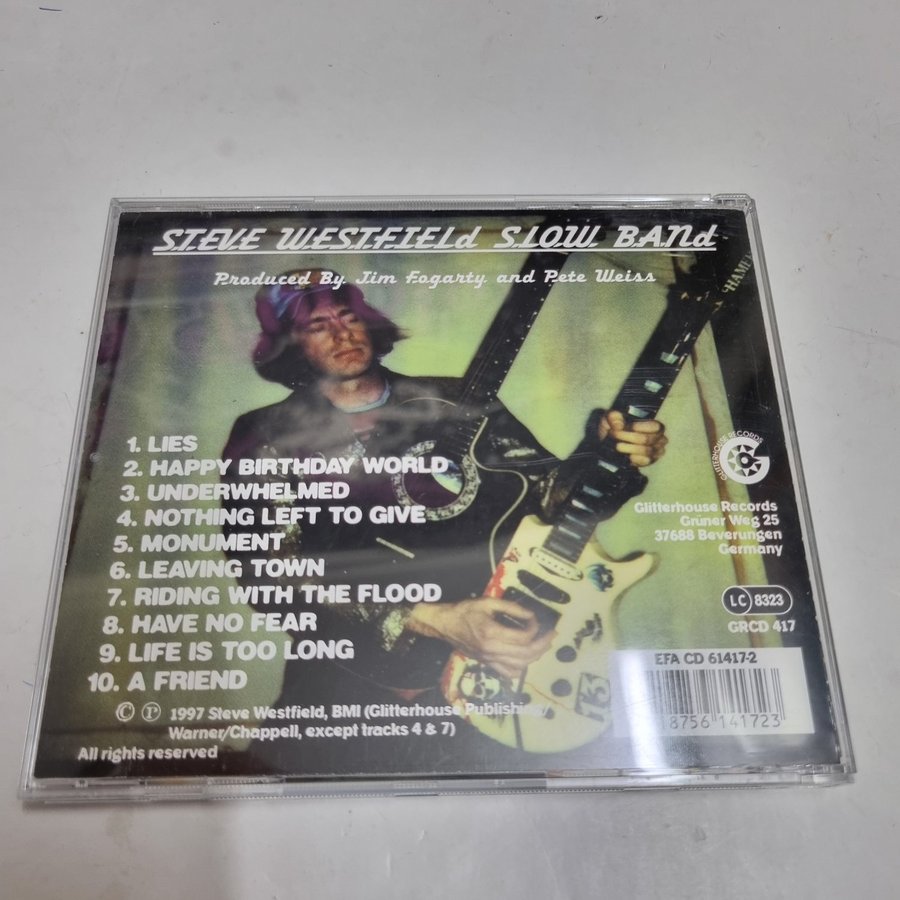 STEVE WESTFIELd SLOW BANd
Produced By Jim Fogarty and Pete Weiss
1. LIES
2. HAPPY BIRTHDAY WORLD
3. UNDERWHELMED
4. NOTHING LEFT TO GIVE
5. MONUMENT
6. LEAVING TOWN
7. RIDING WITH THE FLOOD
8. HAVE NO FEAR
9. LIFE IS TOO LONG
10. A FRIEND
© ℗ 1997 Steve Westfield, BMI (Glitterhouse Publishing/
Warner/Chappell, except tracks 4 & 7)
All rights reserved
GLITTERHOUSE RECORDS
Glitterhouse Records
Grüner Weg 25
37688 Beverungen
Germany
LC 8323
GRCD 417
EFA CD 61417-2
8756 141723